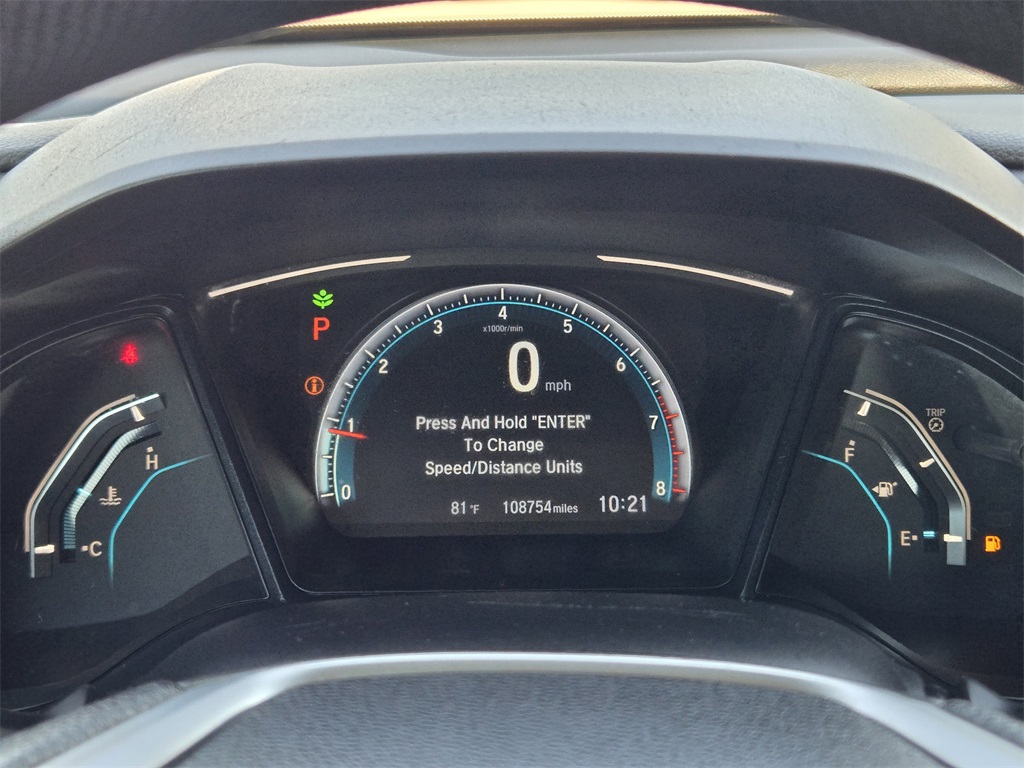 P
4
3
5
x1000r/min
2
6
0 mph
1
7
Press And Hold "ENTER"
To Change
Speed/Distance Units
0
8
81 °F 108754 miles 10:21
H
C
TRIP
F
E